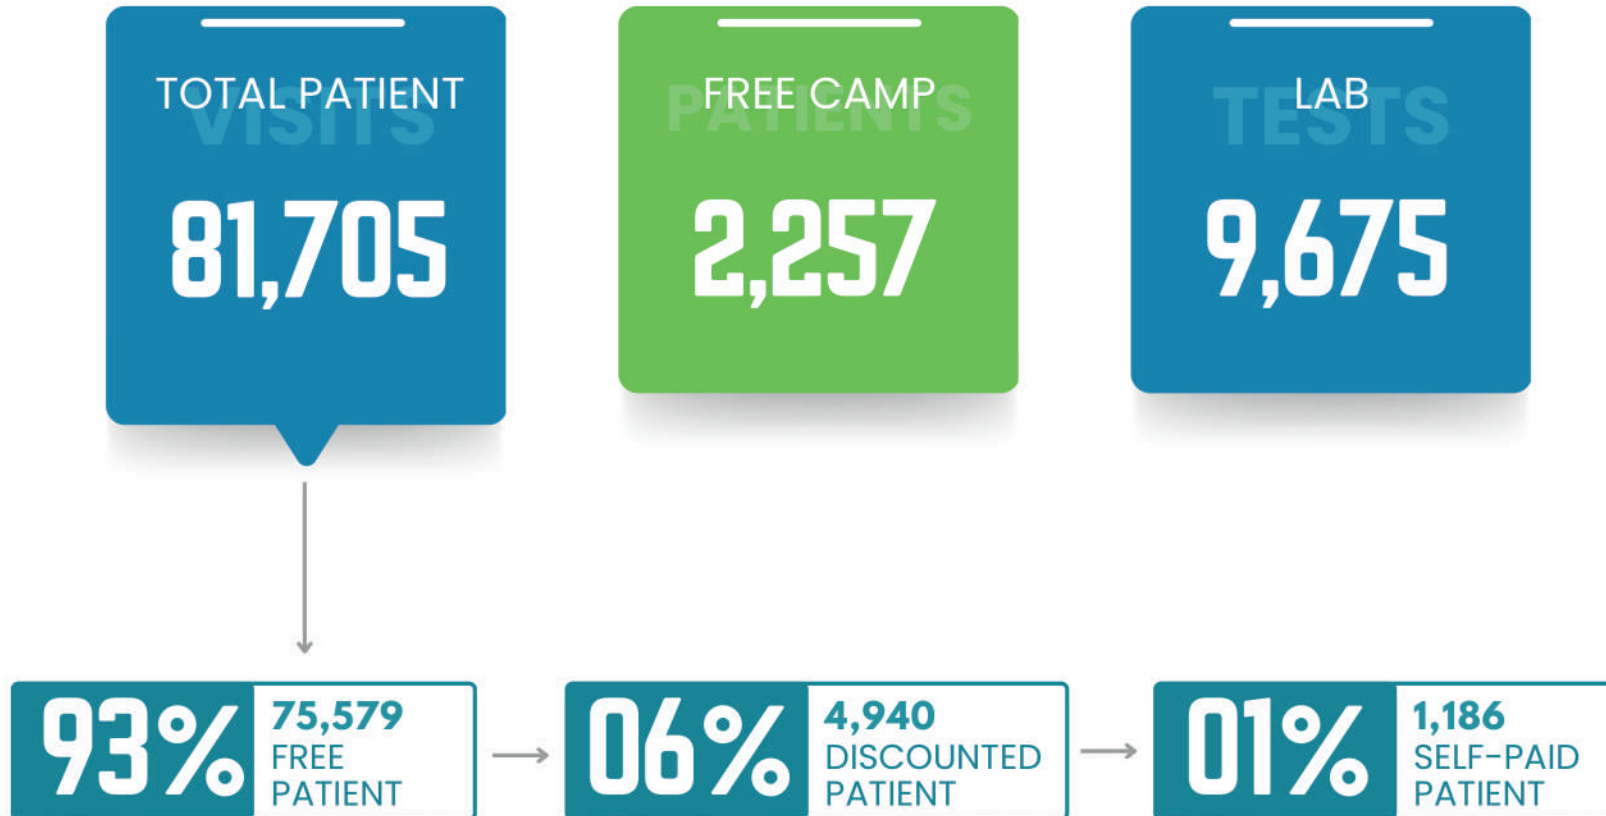 TOTAL PATIENT
VISITS
81,705
FREE CAMP
PATIENTS
2,257
LAB
TESTS
9,675
93%
75,579
FREE
PATIENT
06%
4,940
DISCOUNTED
PATIENT
01%
1,186
SELF-PAID
PATIENT